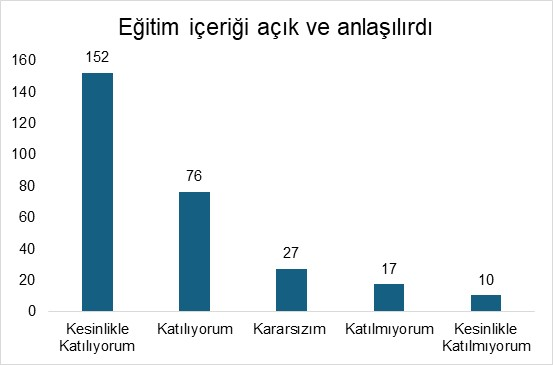 Eğitim içeriği açık ve anlaşılırdı
160
140
120
100
80
60
40
20
0
152
76
27
17
10
Kesinlikle
Katılıyorum
Katılıyorum
Kararsızım
Katılmıyorum
Kesinlikle
Katılmıyorum